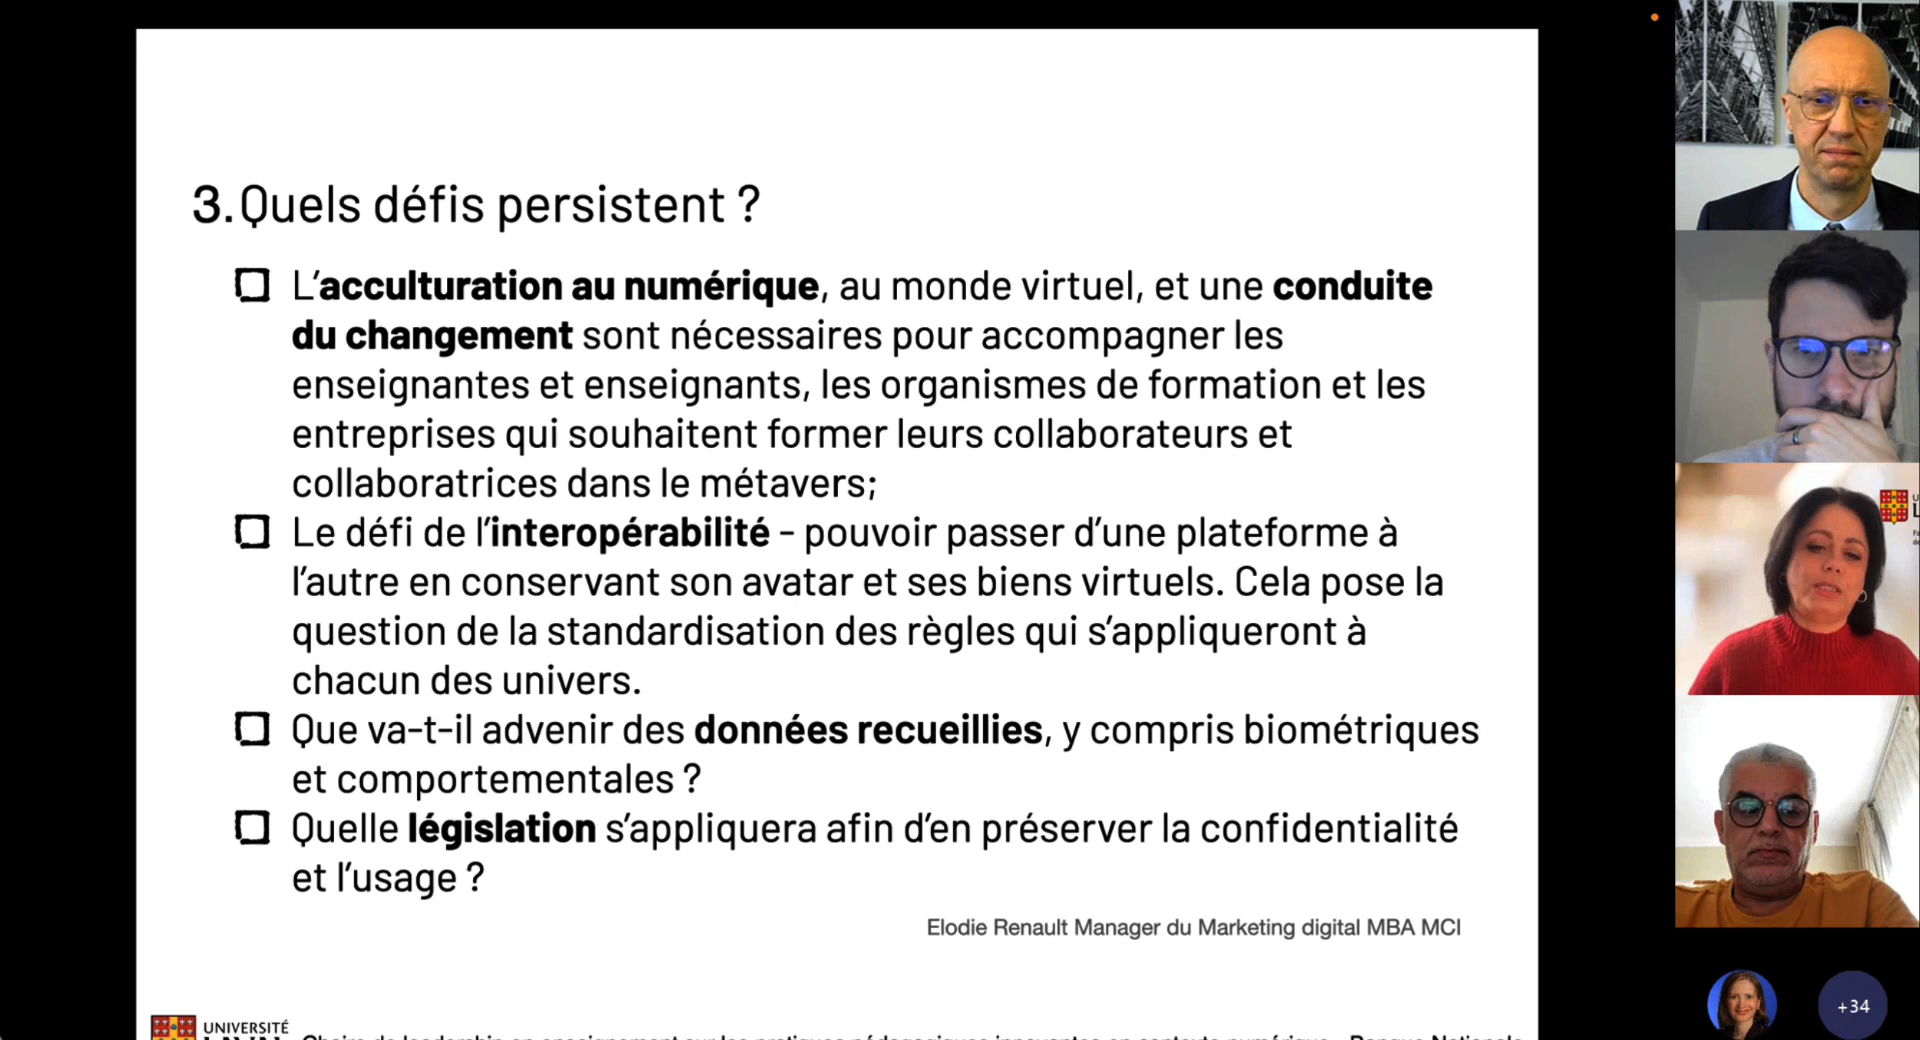 3. Quels défis persistent ?
L'acculturation au numérique, au monde virtuel, et une conduite
du changement sont nécessaires pour accompagner les
enseignantes et enseignants, les organismes de formation et les
entreprises qui souhaitent former leurs collaborateurs et
collaboratrices dans le métavers;
Le défi de l'interopérabilité - pouvoir passer d'une plateforme à
l'autre en conservant son avatar et ses biens virtuels. Cela pose la
question de la standardisation des règles qui s'appliqueront à
chacun des univers.
Que va-t-il advenir des données recueillies, y compris biométriques
et comportementales ?
Quelle législation s'appliquera afin d'en préserver la confidentialité
et l'usage ?
Elodie Renault Manager du Marketing digital MBA MCI
UNIVERSITÉ
+34